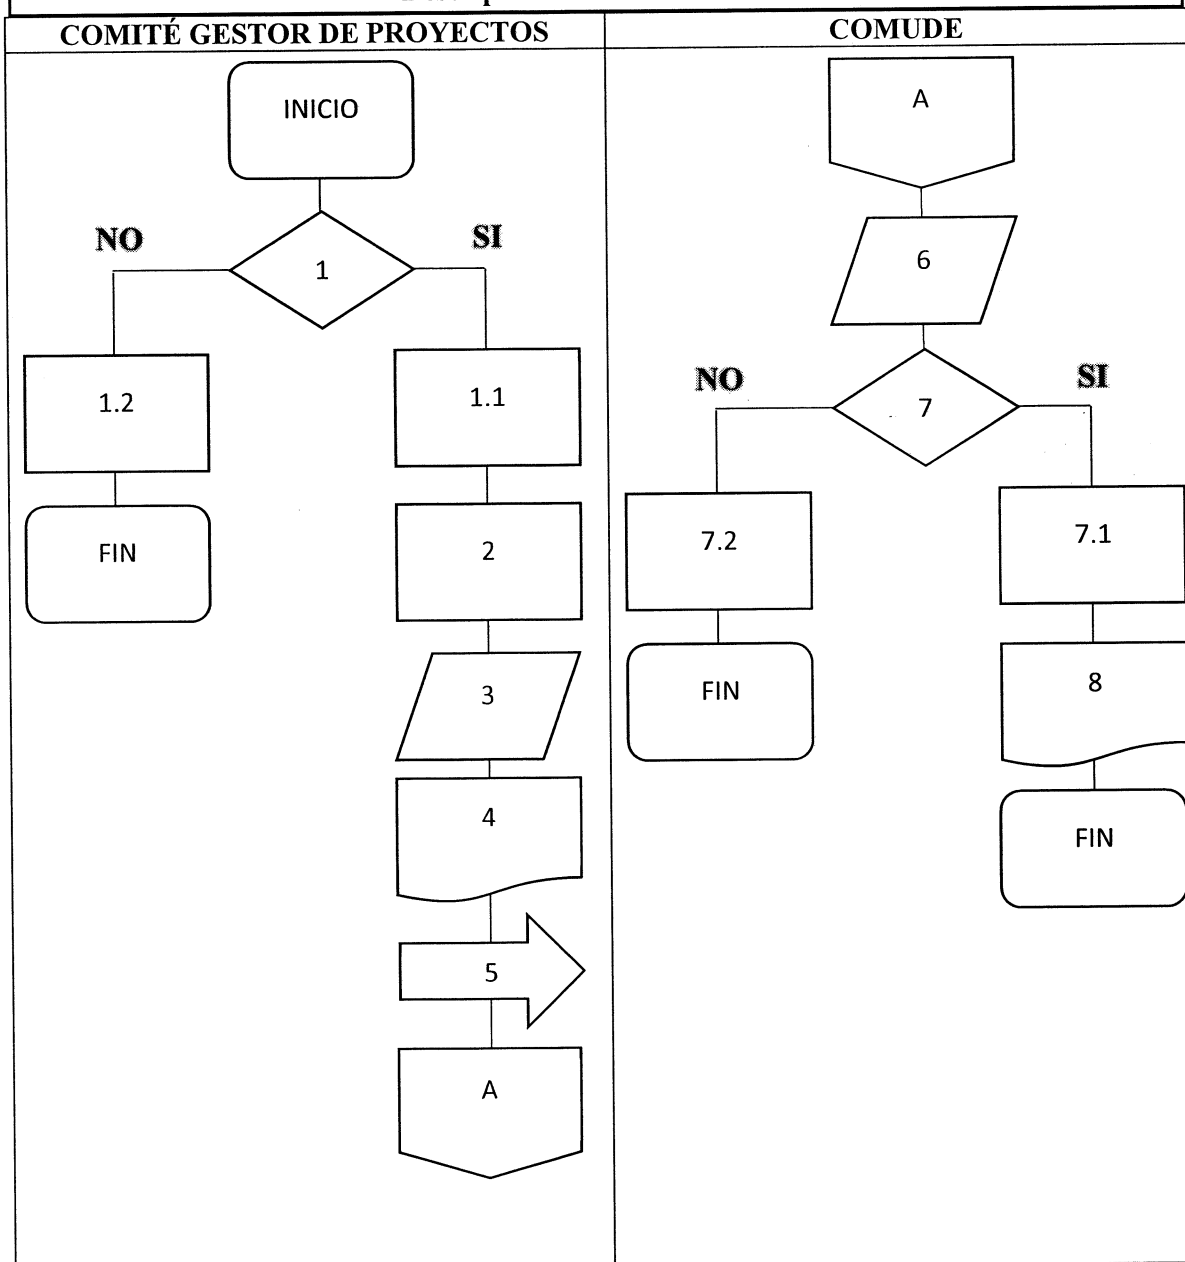 COMITÉ GESTOR DE PROYECTOS
INICIO
NO
SI
1
1.2
1.1
FIN
2
3
4
5
A
COMUDE
A
6
NO
SI
7
7.2
7.1
FIN
8
FIN